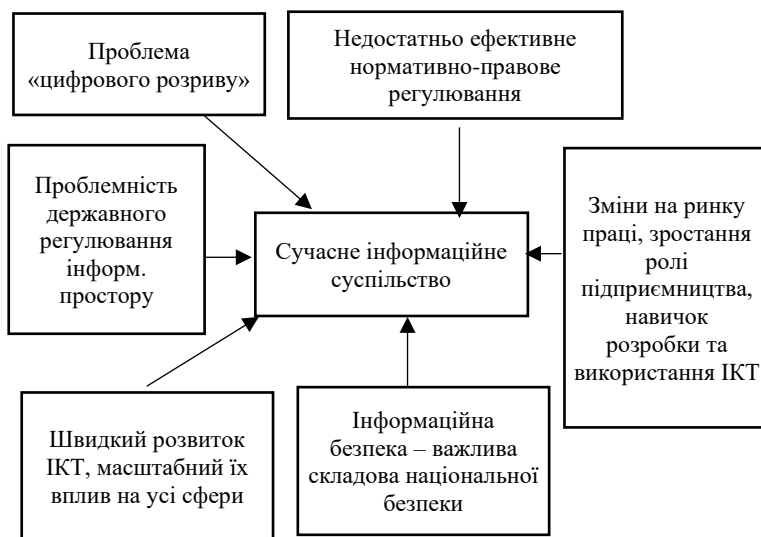 Проблема
«цифрового розриву»
Недостатньо ефективне
нормативно-правове
регулювання
Проблемність
державного
регулювання
інформ.
простору
Сучасне інформаційне
суспільство
Зміни на ринку
праці, зростання
ролі
підприємництва,
навичок
розробки та
використання ІКТ
Швидкий розвиток
ІКТ, масштабний їх
вплив на усі сфери
Інформаційна
безпека – важлива
складова національної
безпеки